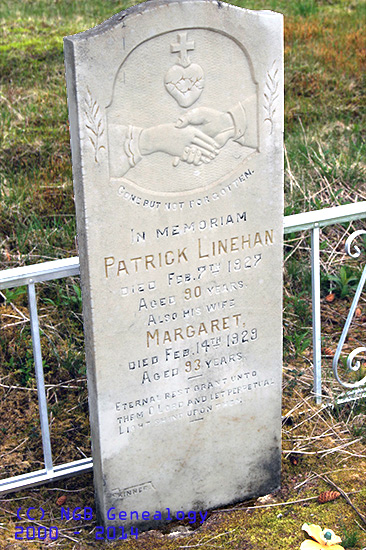 GONE BUT NOT FORGOTTEN.
IN MEMORIAM
PATRICK LINEHAN
DIED FEB. 7TH 1927
AGED 90 YEARS.
ALSO HIS WIFE
MARGARET,
DIED FEB. 14TH 1929
AGED 93 YEARS.
ETERNAL REST GRANT UNTO
THEM O LORD AND LET PERPETUAL
UPON
SKINNER
(C) NGB Genealogy
2000 - 2014